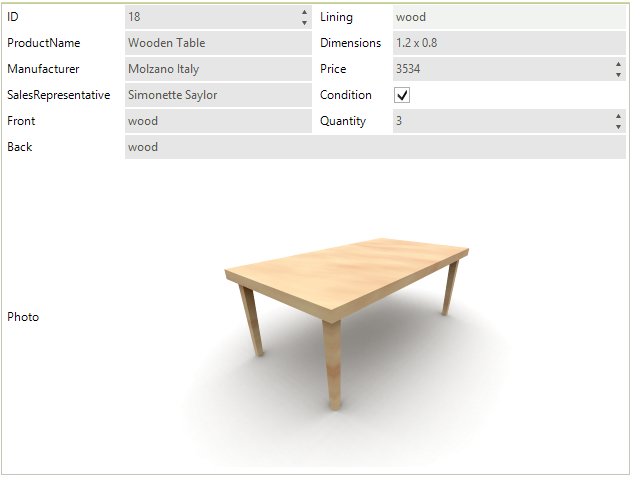 ID 18 Lining wood
ProductName Wooden Table Dimensions 1.2 x 0.8
Manufacturer Molzano Italy Price 3534
SalesRepresentative Simonette Saylor Condition
Front wood Quantity 3
Back wood
Photo